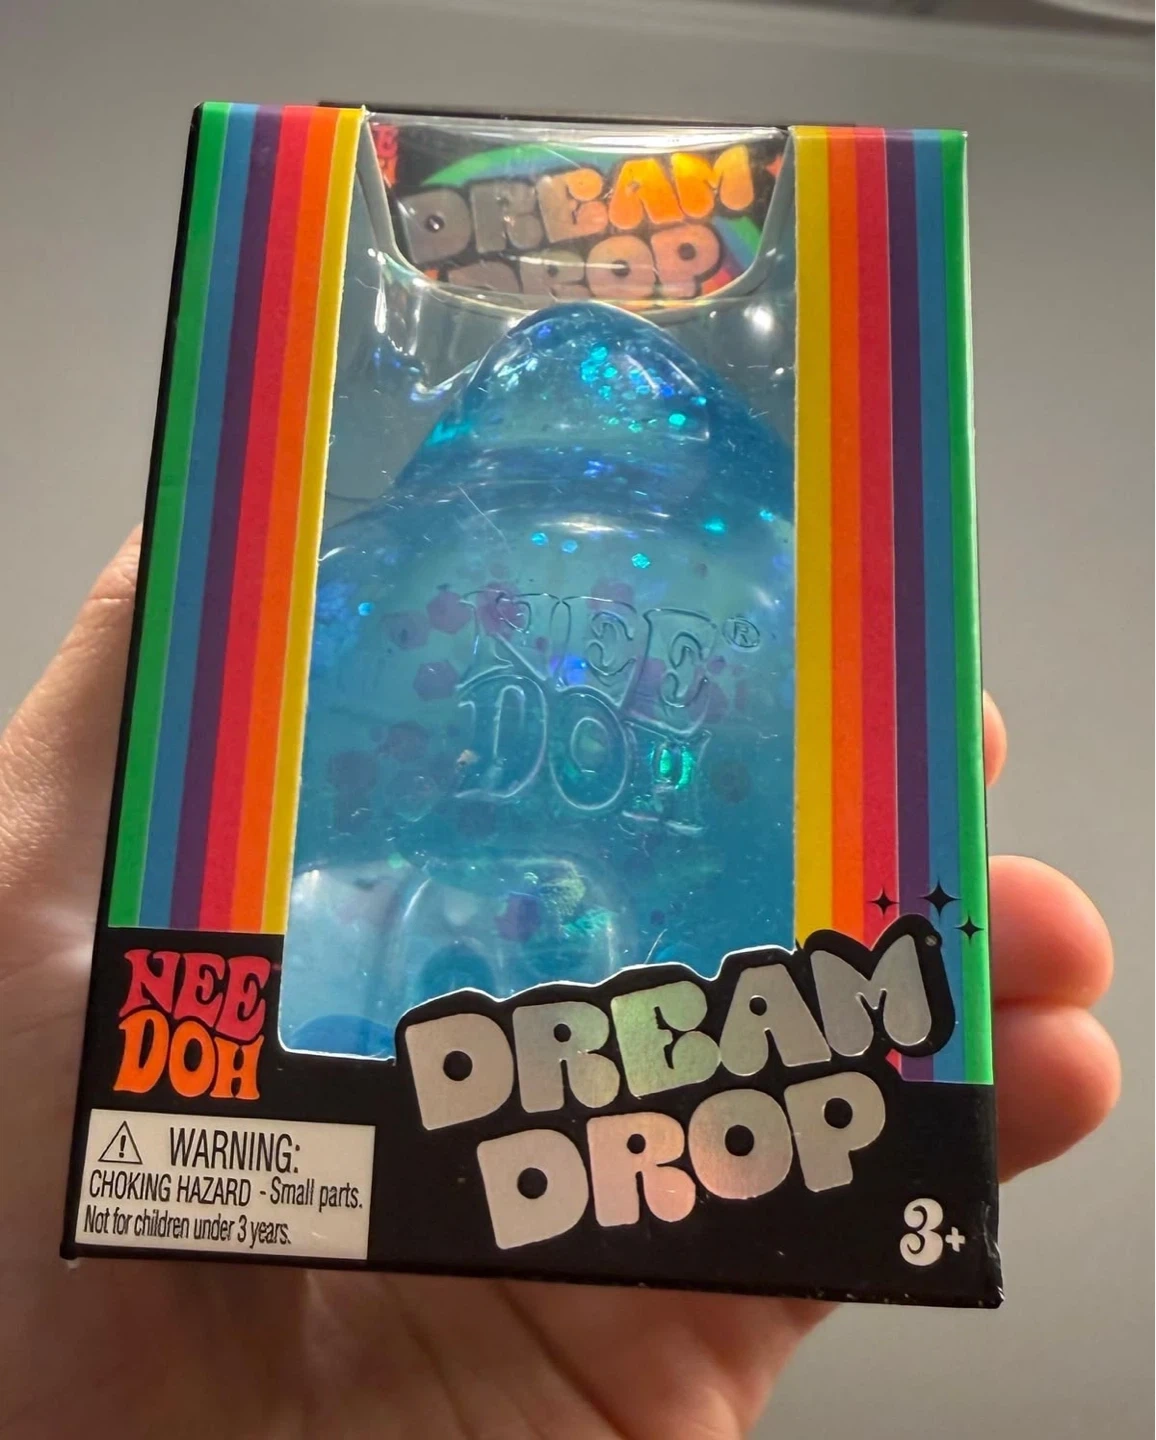 DREAM
DROP
NEE
DOH
®
NEE
DOH
DREAM
DROP
WARNING:
CHOKING HAZARD - Small parts.
Not for children under 3 years.
3+